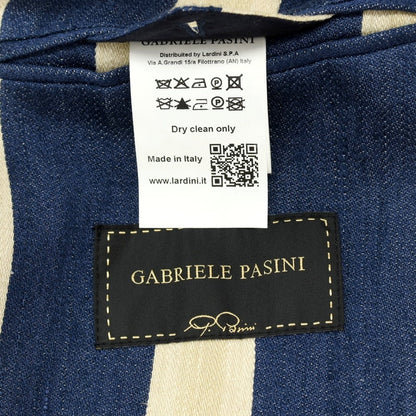 GABRIELE PASINI
Distributed by Lardini S.P.A
Via A.Grandi 15/a Filottrano (AN) Italy
Dry clean only
Made in Italy
www.lardini.it
GABRIELE PASINI
G. Pasini